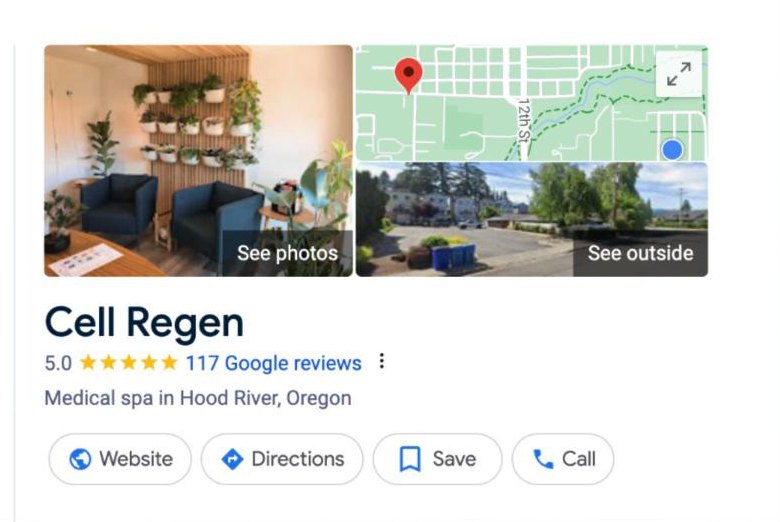 12th St
See photos
See outside
Cell Regen
5.0 117 Google reviews
Medical spa in Hood River, Oregon
Website Directions Save Call